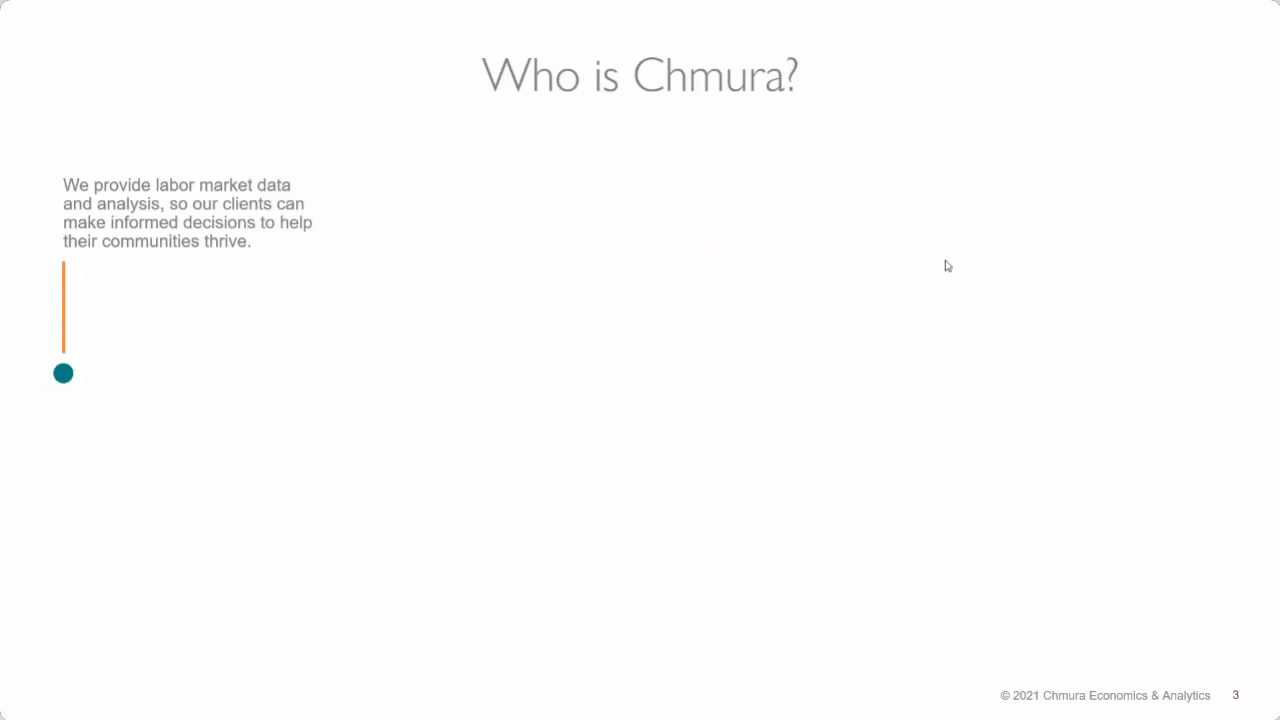 Who is Chmura?
We provide labor market data
and analysis, so our clients can
make informed decisions to help
their communities thrive.
© 2021 Chmura Economics & Analytics 3